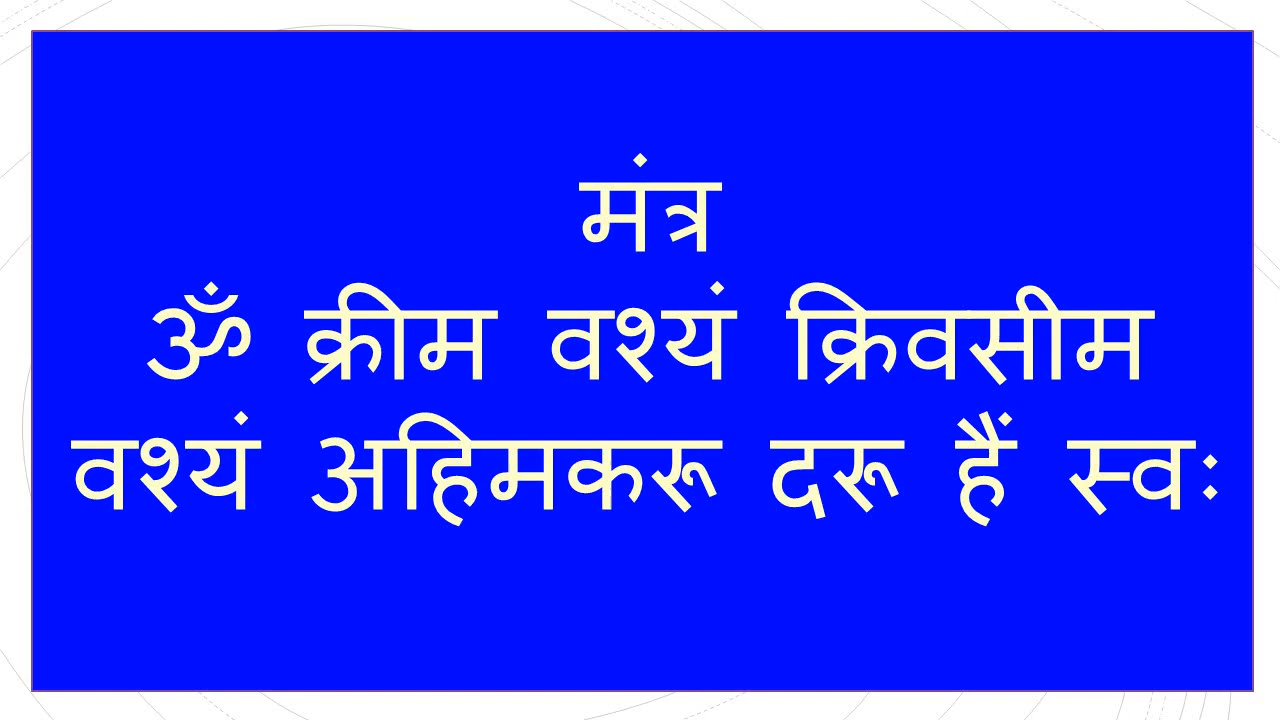 मंत्र
ॐ क्रीम वश्यं क्रिवसीम
वश्यं अहिमकरू दरू हैं स्वः